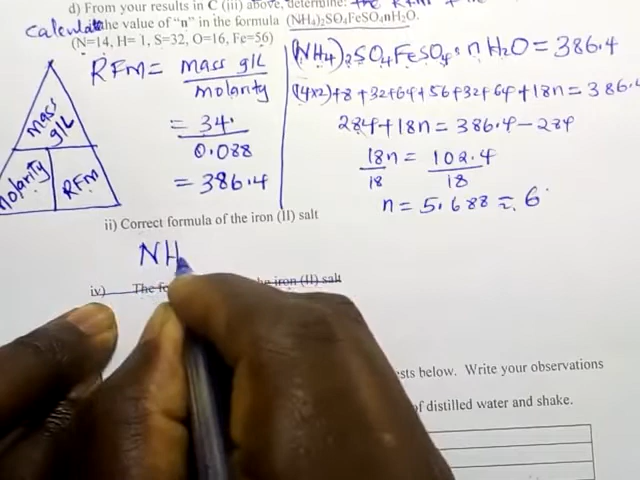 d) From your results in C (iii) above, determine: the RFM
Calculate the value of "n" in the formula (NH4)2SO4FeSO4nH2O.
(N=14, H= 1, S=32, O=16, Fe=56)
RFM = mass g/L
molarity
= 34.
0.088
= 386.4
mass g/L
molarity
RFM
(NH4)2SO4FeSO4.nH2O = 386.4
(14x2)+8+32+64+56+32+64+18n = 386.4
284+18n = 386.4-284
18n = 102.4
18 18
n = 5.688 ≈ 6
ii) Correct formula of the iron (II) salt
NH
iv) The fo he iron (II) salt
sts below. Write your observations
of distilled water and shake.